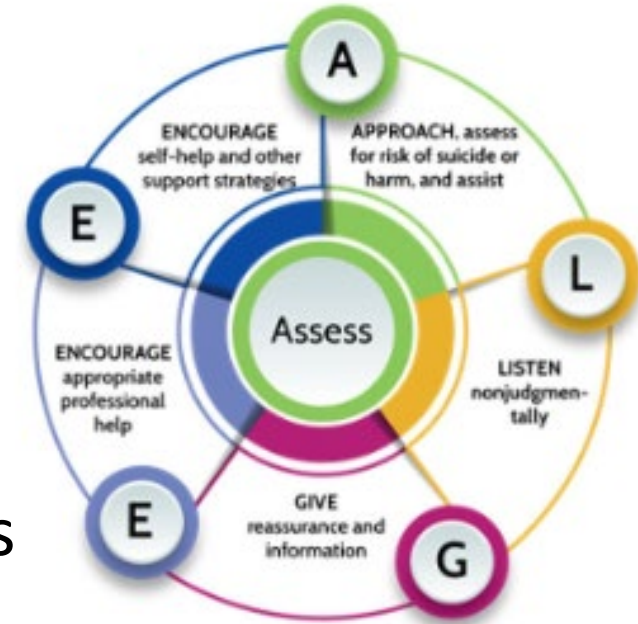 A
APPROACH, assess
for risk of suicide or
harm, and assist
L
LISTEN
nonjudgmen-
tally
G
GIVE
reassurance and
information
E
ENCOURAGE
appropriate
professional
help
E
ENCOURAGE
self-help and other
support strategies
Assess
s